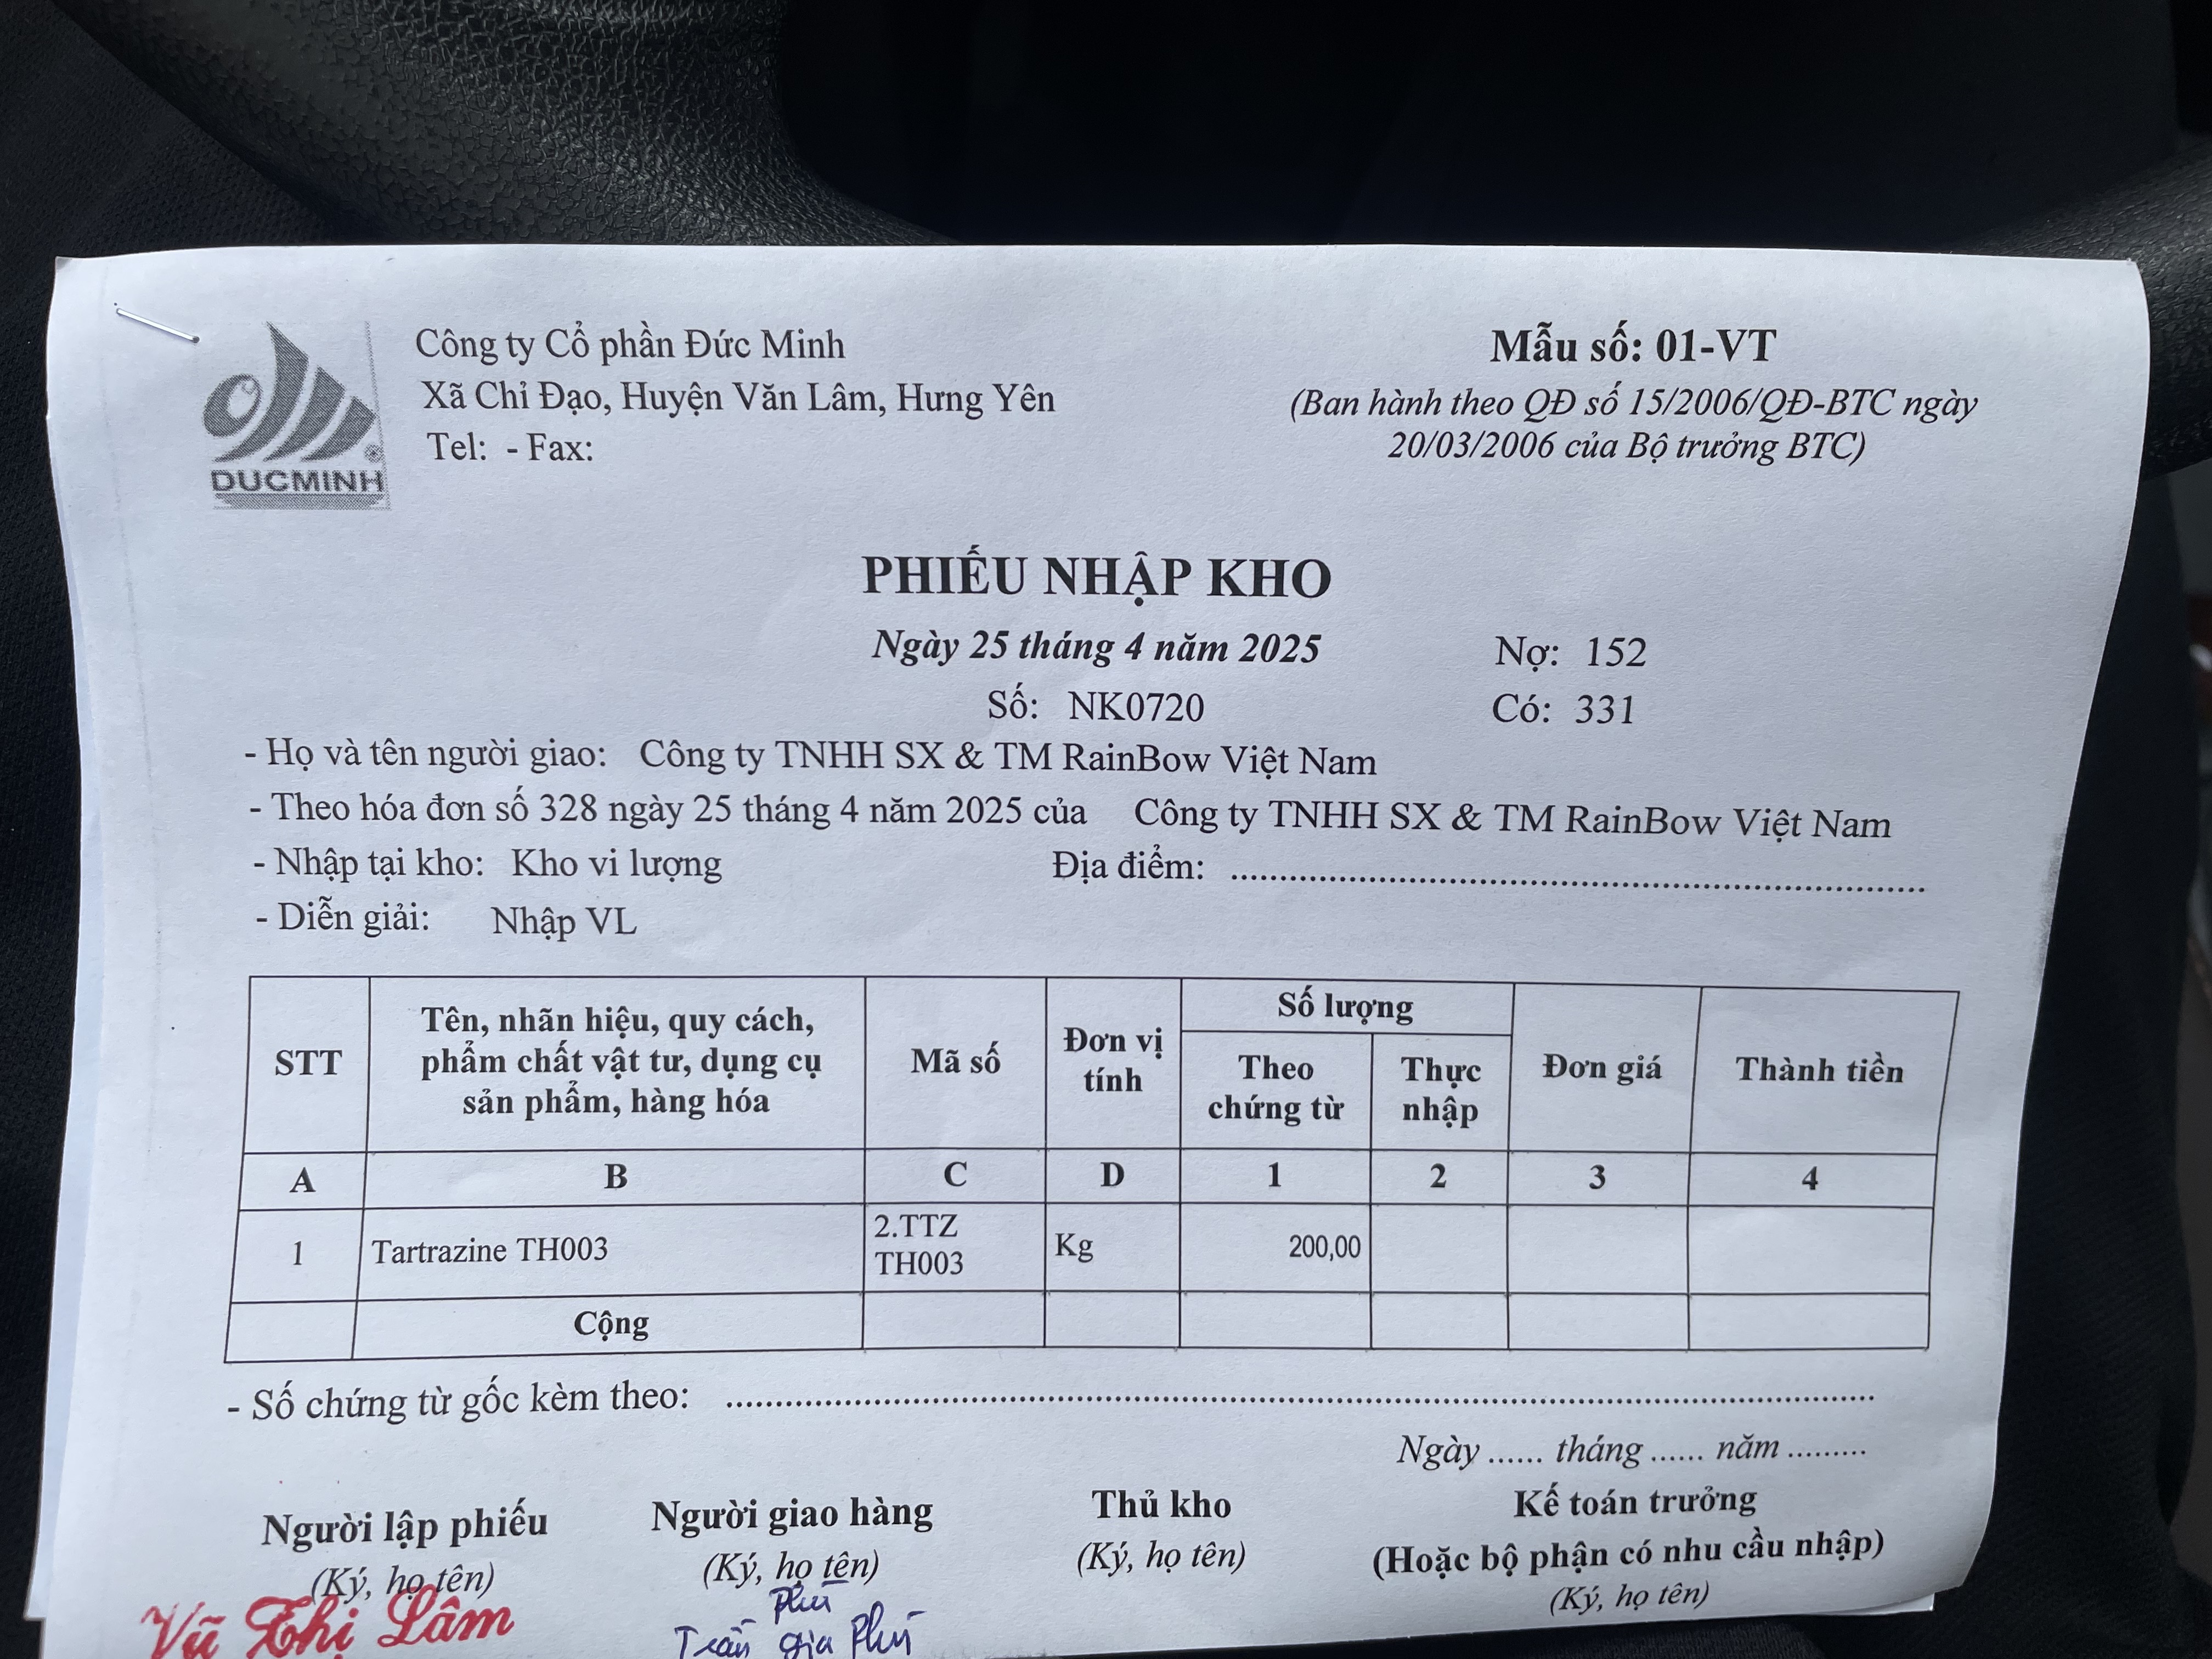 DUCMINH
Công ty Cổ phần Đức Minh
Xã Chỉ Đạo, Huyện Văn Lâm, Hưng Yên
Tel: - Fax:
Mẫu số: 01-VT
(Ban hành theo QĐ số 15/2006/QĐ-BTC ngày
20/03/2006 của Bộ trưởng BTC)
PHIẾU NHẬP KHO
Ngày 25 tháng 4 năm 2025
Nợ: 152
Số: NK0720
Có: 331
- Họ và tên người giao: Công ty TNHH SX & TM RainBow Việt Nam
- Theo hóa đơn số 328 ngày 25 tháng 4 năm 2025 của Công ty TNHH SX & TM RainBow Việt Nam
- Nhập tại kho: Kho vi lượng Địa điểm: ........................................
- Diễn giải: Nhập VL
STT
Tên, nhãn hiệu, quy cách,
phẩm chất vật tư, dụng cụ
sản phẩm, hàng hóa
Mã số
Đơn vị
tính
Số lượng
Theo
chứng từ
Thực
nhập
Đơn giá
Thành tiền
A B C D 1 2 3 4
1 Tartrazine TH003 2.TTZ
TH003 Kg 200,00
Cộng
- Số chứng từ gốc kèm theo: ........................................
Ngày ...... tháng ...... năm .........
Người lập phiếu
(Ký, họ tên)
Vũ Thị Lâm
Người giao hàng
(Ký, họ tên)
Phú
Trần Gia Phú
Thủ kho
(Ký, họ tên)
Kế toán trưởng
(Hoặc bộ phận có nhu cầu nhập)
(Ký, họ tên)